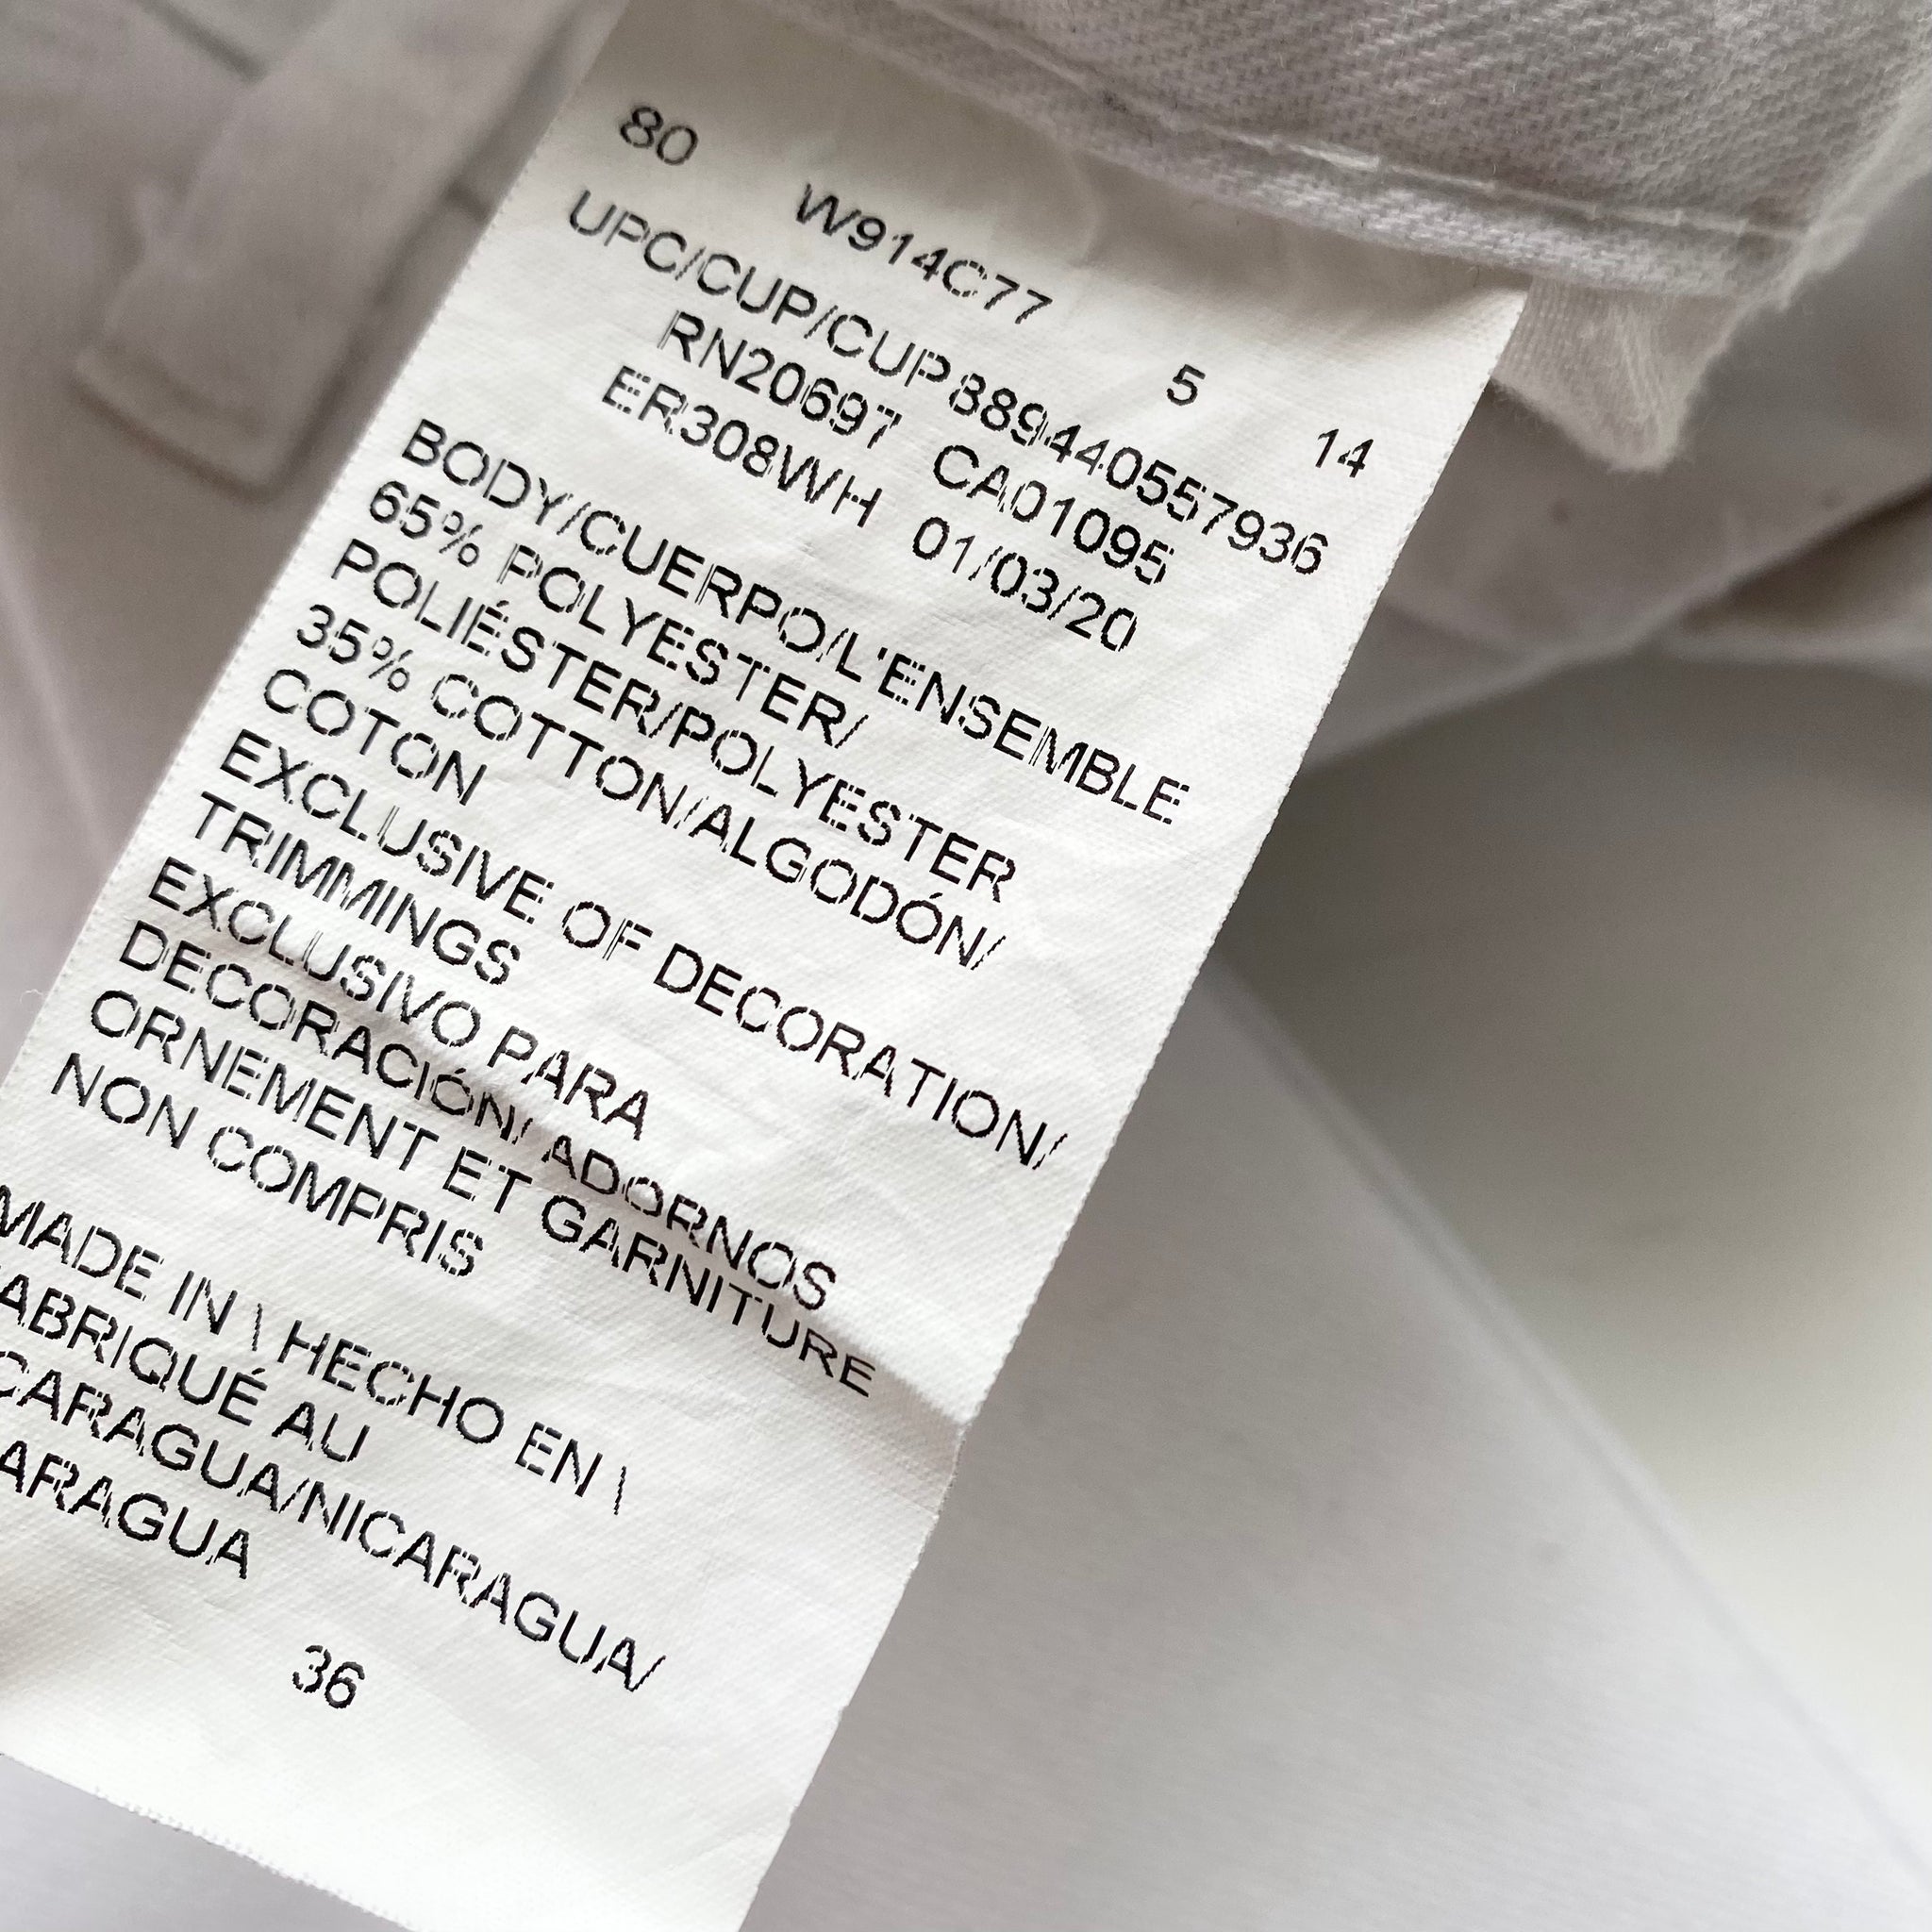 80 W914C77 5 14
UPC/CUP/CUP 889440557936
RN20697 CA01095
ER308WH 01/03/20
BODY/CUERPO/L'ENSEMBLE
65% POLYESTER/
POLIÉSTER/POLYESTER
35% COTTON/ALGODÓN/
COTON
EXCLUSIVE OF DECORATION/
TRIMMINGS
EXCLUSIVO PARA
DECORACIÓN/ ADORNOS
ORNEMENT ET GARNITURE
NON COMPRIS
MADE IN \ HECHO EN \
ABRIQUÉ AU
CARAGUA/NICARAGUA/
ARAGUA
36